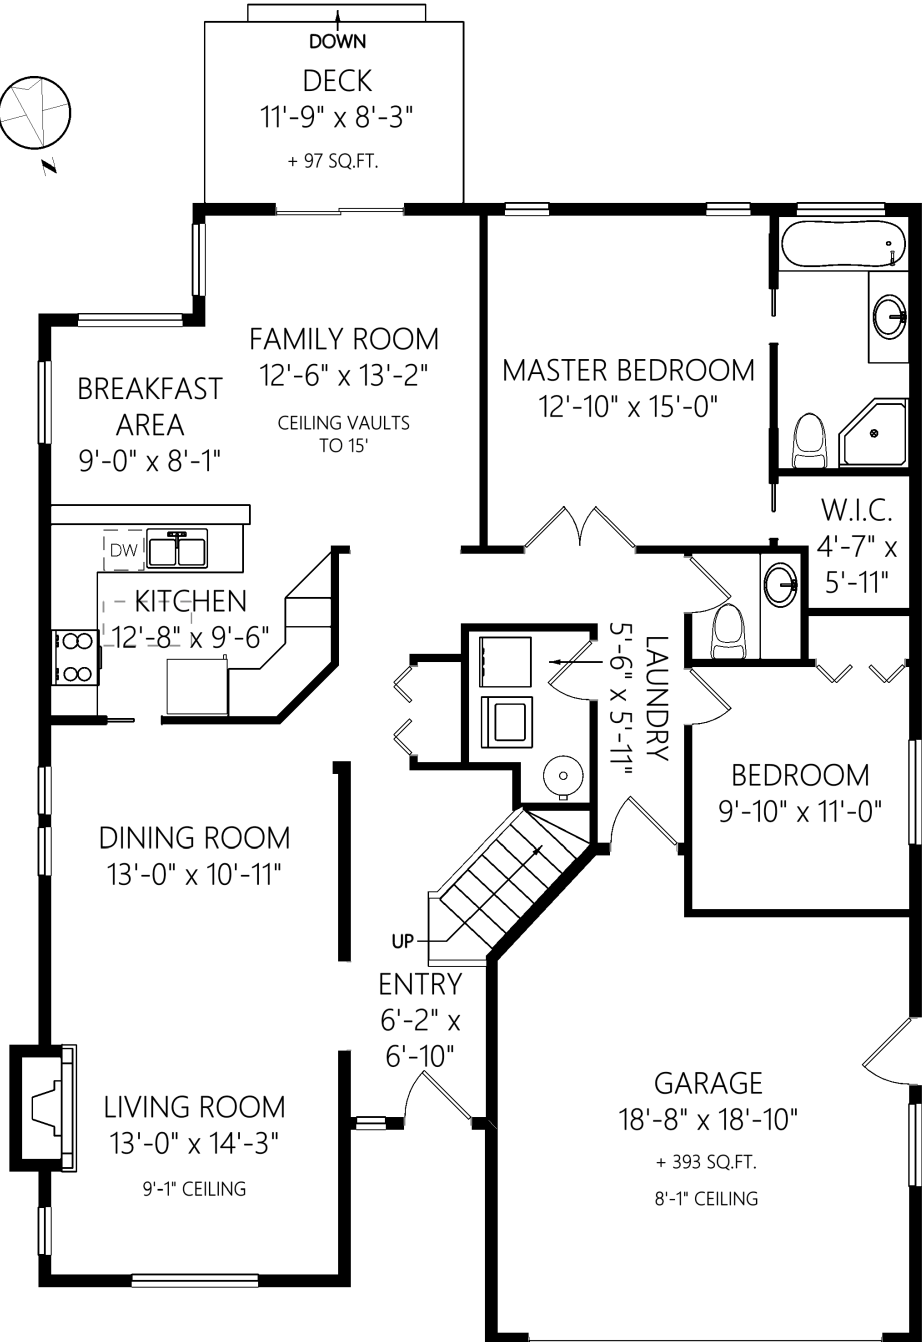 DOWN
DECK
11'-9" x 8'-3"
+ 97 SQ.FT.
N
FAMILY ROOM
12'-6" x 13'-2"
CEILING VAULTS
TO 15'
BREAKFAST
AREA
9'-0" x 8'-1"
MASTER BEDROOM
12'-10" x 15'-0"
W.I.C.
4'-7" x
5'-11"
DW
KITCHEN
12'-8" x 9'-6"
LAUNDRY
5'-6" x 5'-11"
BEDROOM
9'-10" x 11'-0"
DINING ROOM
13'-0" x 10'-11"
UP
ENTRY
6'-2" x
6'-10"
LIVING ROOM
13'-0" x 14'-3"
9'-1" CEILING
GARAGE
18'-8" x 18'-10"
+ 393 SQ.FT.
8'-1" CEILING